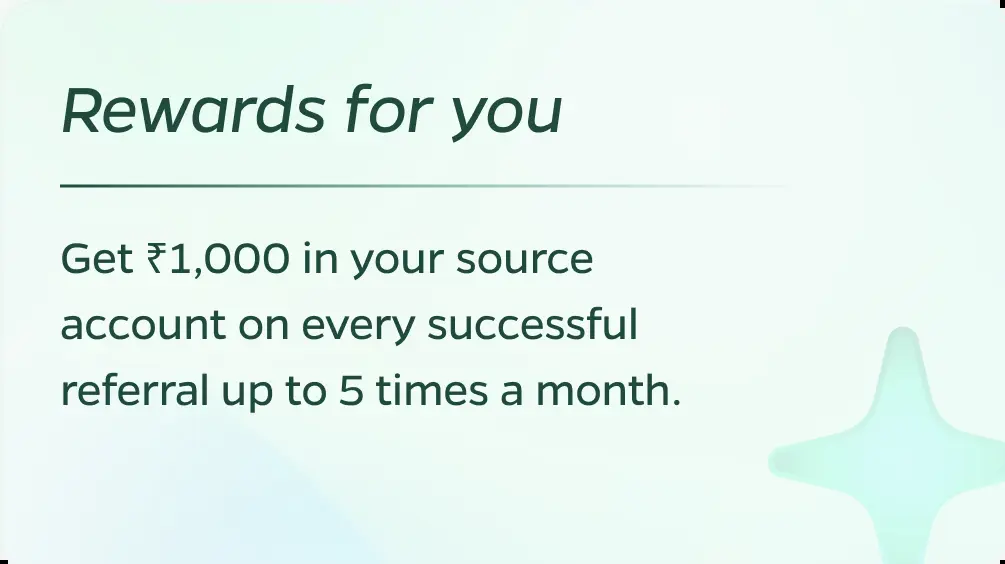 Rewards for you
Get ₹1,000 in your source
account on every successful
referral up to 5 times a month.